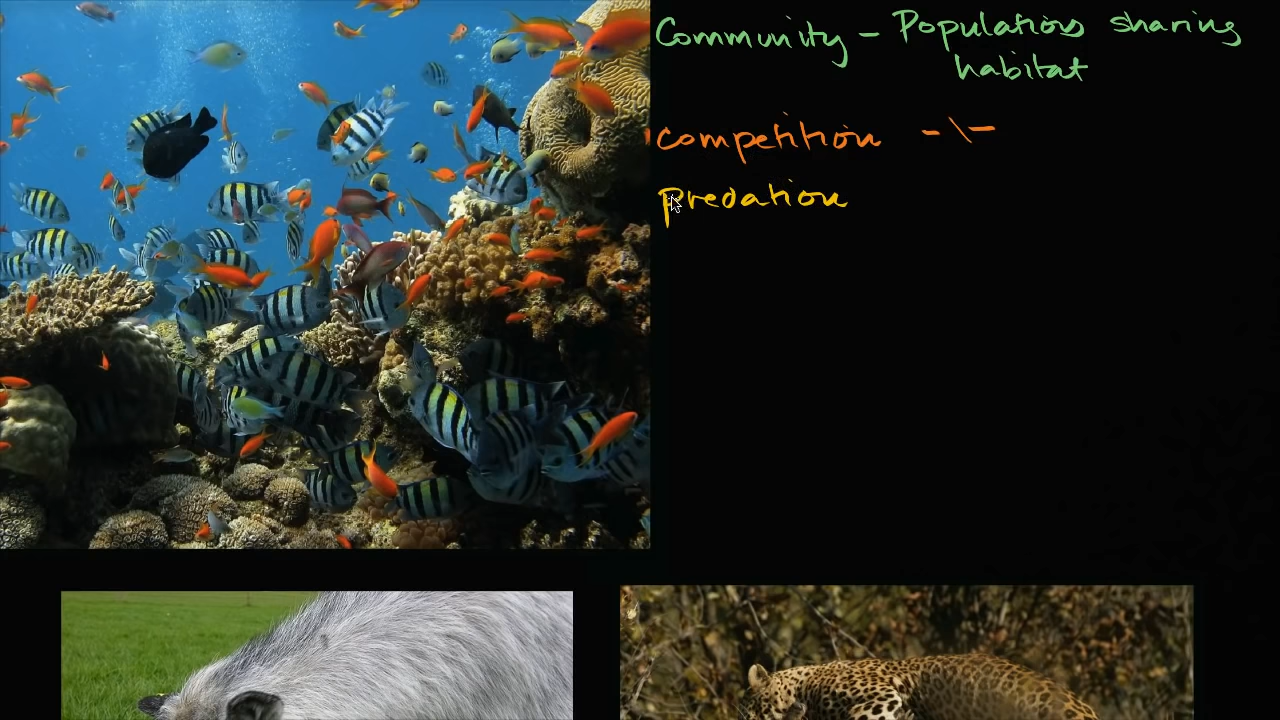 Community - Populations sharing
habitat
competition -\-
predation